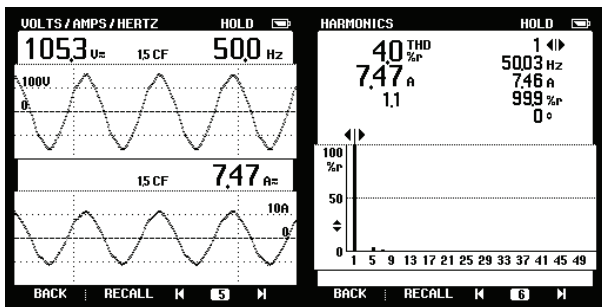 VOLTS / AMPS / HERTZ HOLD
105,3 V≂ 1,5 CF 50,0 Hz
100V
0
1,5 CF 7,47 A≂
10A
0
BACK RECALL 5
HARMONICS HOLD
4,0 THD %r 1
50,03 Hz
7,47 A 7,46 A
1,1 99,9 %r
0 °
100
%r
50
0
1 5 9 13 17 21 25 29 33 37 41 45 49
BACK RECALL 6